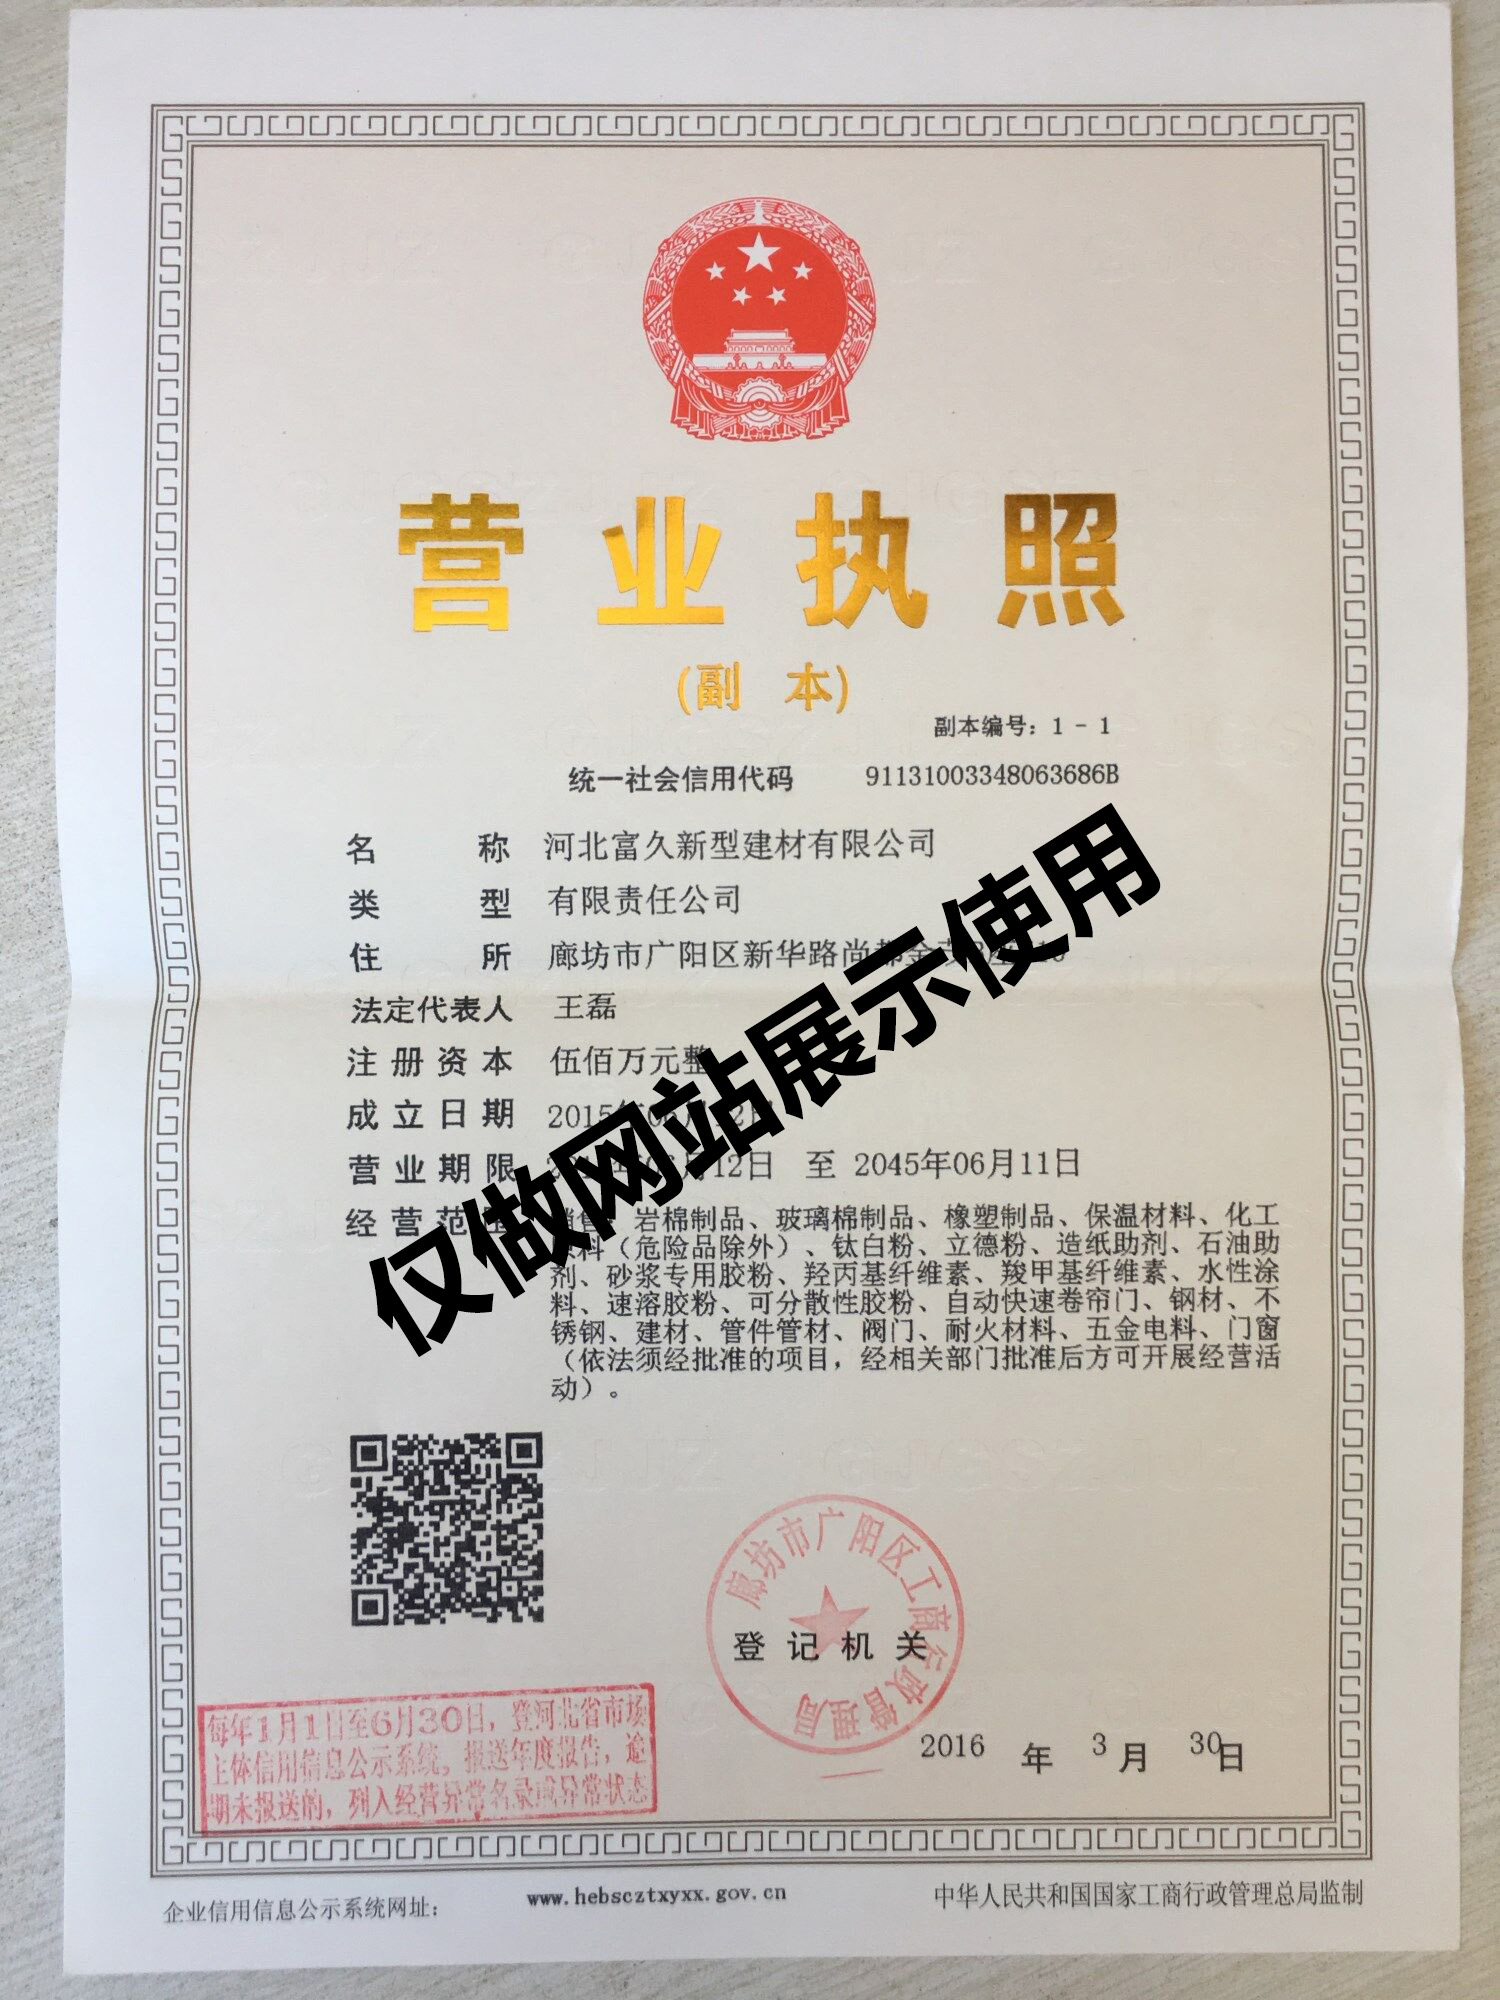 营业执照
(副 本)
副本编号：1 - 1
统一社会信用代码 91131003348063686B
名称 河北富久新型建材有限公司
类型 有限责任公司
住所 廊坊市广阳区新华路尚都金茂
法定代表人 王磊
注册资本 伍佰万元整
成立日期 2015年06月12日
营业期限 月12日 至 2045年06月11日
经营范围 销售：岩棉制品、玻璃棉制品、橡塑制品、保温材料、化工
原料（危险品除外）、钛白粉、立德粉、造纸助剂、石油助
剂、砂浆专用胶粉、羟丙基纤维素、羧甲基纤维素、水性涂
料、速溶胶粉、可分散性胶粉、自动快速卷帘门、钢材、不
锈钢、建材、管件管材、阀门、耐火材料、五金电料、门窗
（依法须经批准的项目，经相关部门批准后方可开展经营活
动）。
仅做网站展示使用
廊坊市广阳区工商行政管理局
登记机关
2016 年 3 月 30日
每年1月1日至6月30日，登河北省市场
主体信用信息公示系统，报送年度报告，逾
期未报送的，列入经营异常名录或异常状态
企业信用信息公示系统网址： www.hebscztxyxx.gov.cn 中华人民共和国国家工商行政管理总局监制